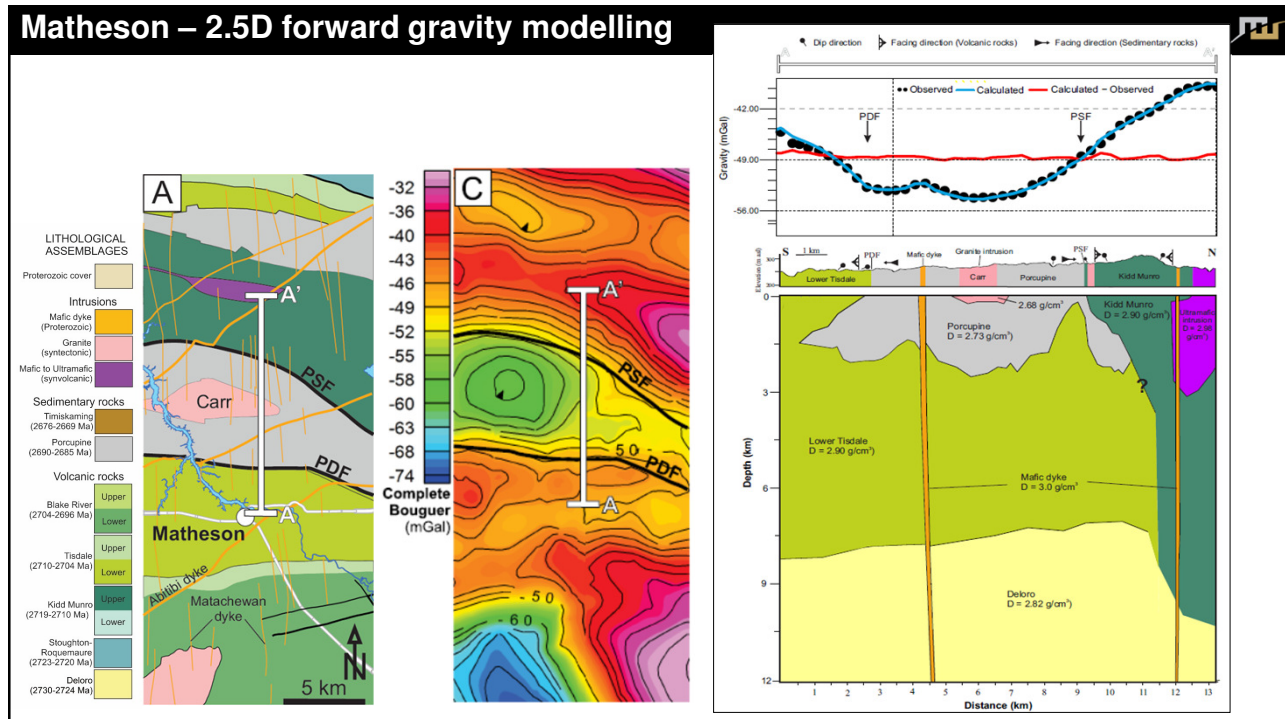 Matheson – 2.5D forward gravity modelling
A
LITHOLOGICAL
ASSEMBLAGES
Proterozoic cover
Intrusions
Mafic dyke
(Proterozoic)
Granite
(syntectonic)
Mafic to Ultramafic
(synvolcanic)
Sedimentary rocks
Timiskaming
(2676-2669 Ma)
Porcupine
(2690-2685 Ma)
Volcanic rocks
Blake River
(2704-2696 Ma)
Upper
Lower
Tisdale
(2710-2704 Ma)
Upper
Lower
Kidd Munro
(2719-2710 Ma)
Upper
Lower
Stoughton-
Roquemaure
(2723-2720 Ma)
Deloro
(2730-2724 Ma)
A'
PSF
Carr
PDF
A
Matheson
Abitibi dyke
Matachewan
dyke
N
5 km
-32
-36
-40
-46
-49
-52
-55
-58
-60
-63
-68
-74
Complete
Bouguer
(mGal)
C
A'
PSF
50
PDF
A
-50
-60
Dip direction
Facing direction (Volcanic rocks)
Facing direction (Sedimentary rocks)
A
A'
Observed
Calculated
Calculated − Observed
Gravity (mGal)
-42.00
-49.00
-56.00
PDF
PSF
S
1 km
PDF
Mafic dyke
Granite intrusion
PSF
N
Elevation (m asl)
300
Lower Tisdale
Carr
Porcupine
Kidd Munro
Depth (km)
0
3
6
9
12
2.68 g/cm³
Porcupine
D = 2.73 g/cm³)
Kidd Munro
D = 2.90 g/cm³)
Ultramafic
intrusion
D = 2.98
g/cm³)
?
Lower Tisdale
D = 2.90 g/cm³)
Mafic dyke
D = 3.0 g/cm³
Deloro
D = 2.82 g/cm³)
1 2 3 4 5 6 7 8 9 10 11 12 13
Distance (km)